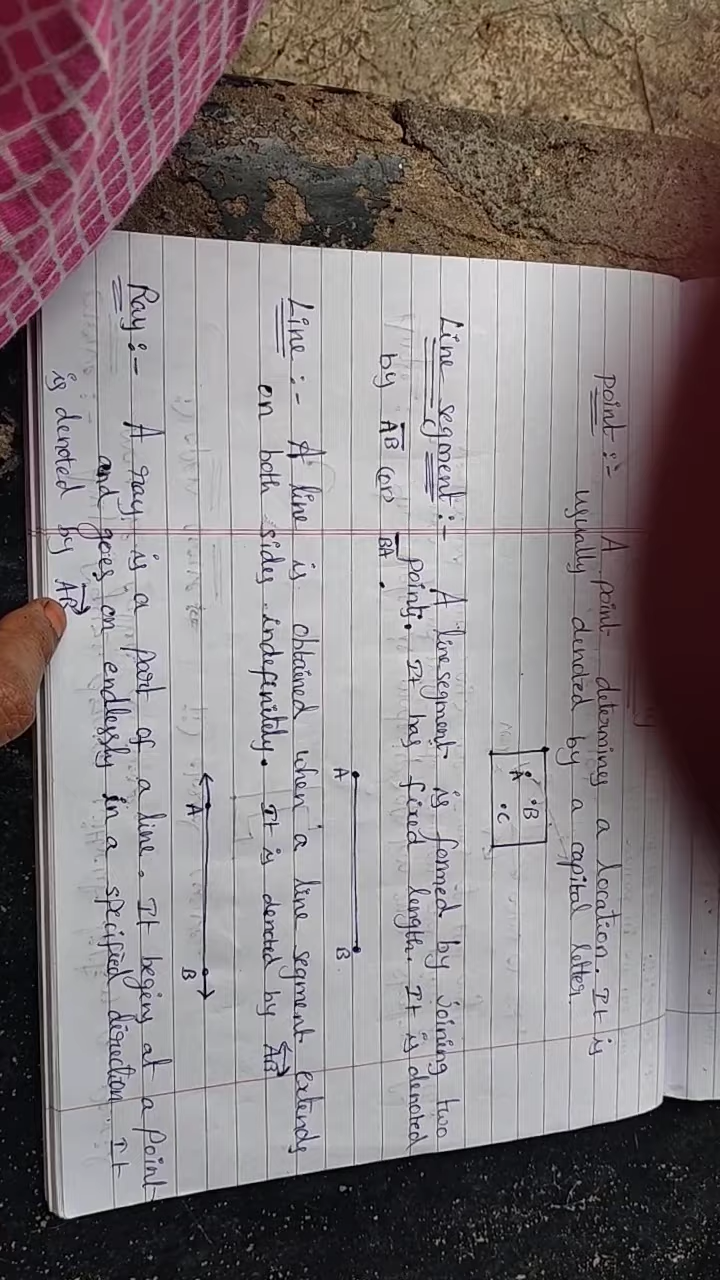 Point :- A point determines a location. It is
usually denoted by a capital letter.
A B
C
Line segment :- A line segment is formed by joining two
points. It has fixed length. It is denoted
by A̅B̅ (or) B̅A̅.
A B
Line :- A line is obtained when a line segment extends
on both sides indefinitely. It is denoted by A͍B ↔
A B
Ray :- A ray is a part of a line. It begins at a point
and goes on endlessly in a specified direction. It
is denoted by AB→